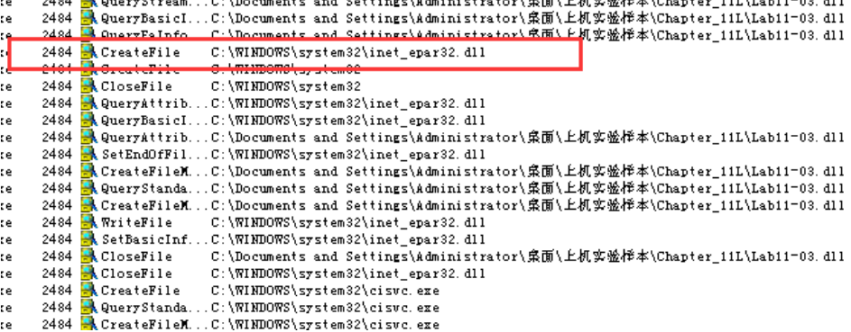 :e 2484 QueryStream...C:\Documents and Settings\Administrator\桌面\上机实验样本\Chapter_11L\Lab11-03.dll
:e 2484 QueryBasicI...C:\Documents and Settings\Administrator\桌面\上机实验样本\Chapter_11L\Lab11-03.dll
:e 2484 QueryEaInfo...C:\Documents and Settings\Administrator\桌面\上机实验样本\Chapter_11L\Lab11-03.dll
:e 2484 CreateFile C:\WINDOWS\system32\inet_epar32.dll
:e 2484 CreateFile C:\WINDOWS\system32
:e 2484 CloseFile C:\WINDOWS\system32
:e 2484 QueryAttrib...C:\WINDOWS\system32\inet_epar32.dll
:e 2484 QueryBasicI...C:\WINDOWS\system32\inet_epar32.dll
:e 2484 QueryAttrib...C:\Documents and Settings\Administrator\桌面\上机实验样本\Chapter_11L\Lab11-03.dll
:e 2484 SetEndOfFil...C:\WINDOWS\system32\inet_epar32.dll
:e 2484 CreateFileM...C:\Documents and Settings\Administrator\桌面\上机实验样本\Chapter_11L\Lab11-03.dll
:e 2484 QueryStanda...C:\Documents and Settings\Administrator\桌面\上机实验样本\Chapter_11L\Lab11-03.dll
:e 2484 CreateFileM...C:\Documents and Settings\Administrator\桌面\上机实验样本\Chapter_11L\Lab11-03.dll
:e 2484 WriteFile C:\WINDOWS\system32\inet_epar32.dll
:e 2484 SetBasicInf...C:\WINDOWS\system32\inet_epar32.dll
:e 2484 CloseFile C:\Documents and Settings\Administrator\桌面\上机实验样本\Chapter_11L\Lab11-03.dll
:e 2484 CloseFile C:\WINDOWS\system32\inet_epar32.dll
:e 2484 CreateFile C:\WINDOWS\system32\cisvc.exe
:e 2484 QueryStanda...C:\WINDOWS\system32\cisvc.exe
:e 2484 CreateFileM...C:\WINDOWS\system32\cisvc.exe